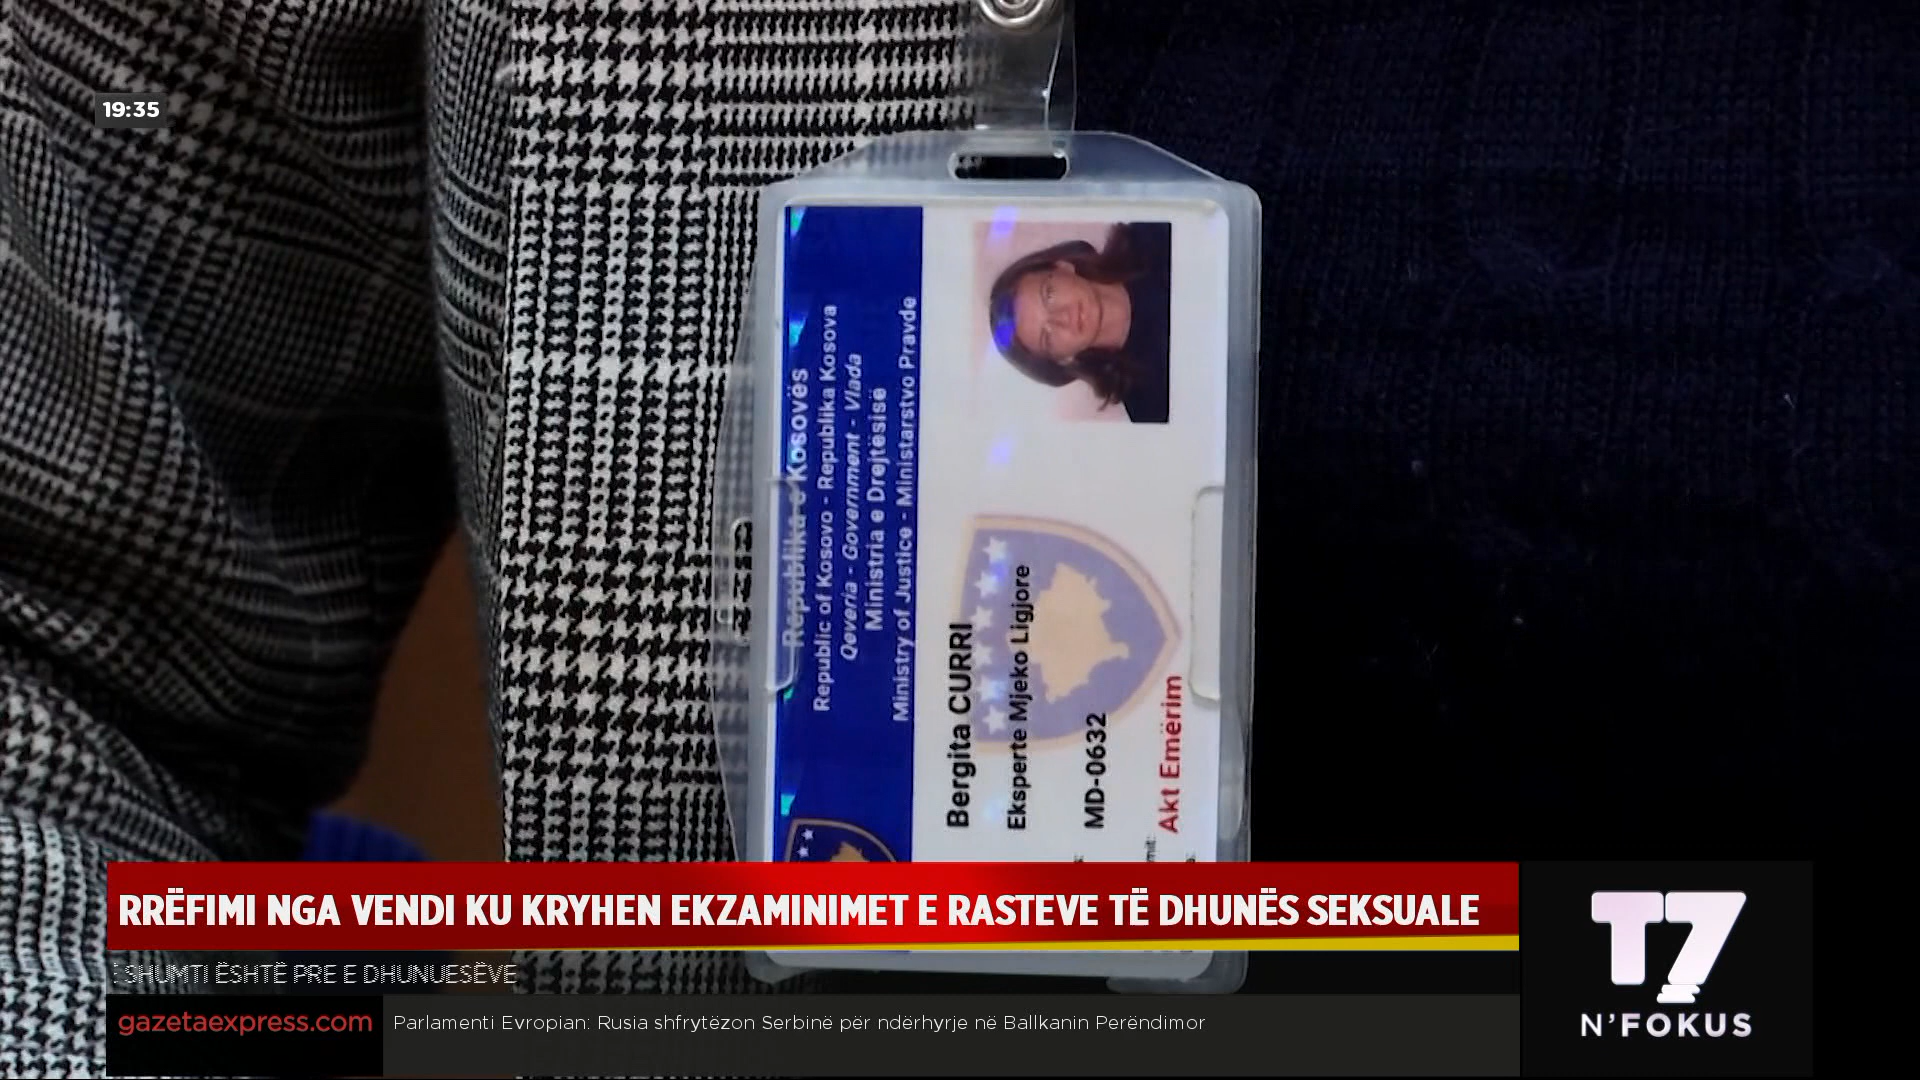 19:35
Republika e Kosovës
Republic of Kosovo - Republika Kosova
Qeveria - Government - Vlada
Ministria e Drejtësisë
Ministry of Justice - Ministarstvo Pravde
Bergita CURRI
Eksperte Mjeko Ligjore
MD-0632
Akt Emërim
RRËFIMI NGA VENDI KU KRYHEN EKZAMINIMET E RASTEVE TË DHUNËS SEKSUALE
SHUMTI ËSHTË PRE E DHUNUESËVE
gazetaexpress.com
Parlamenti Evropian: Rusia shfrytëzon Serbinë për ndërhyrje në Ballkanin Perëndimor
T7
N'FOKUS